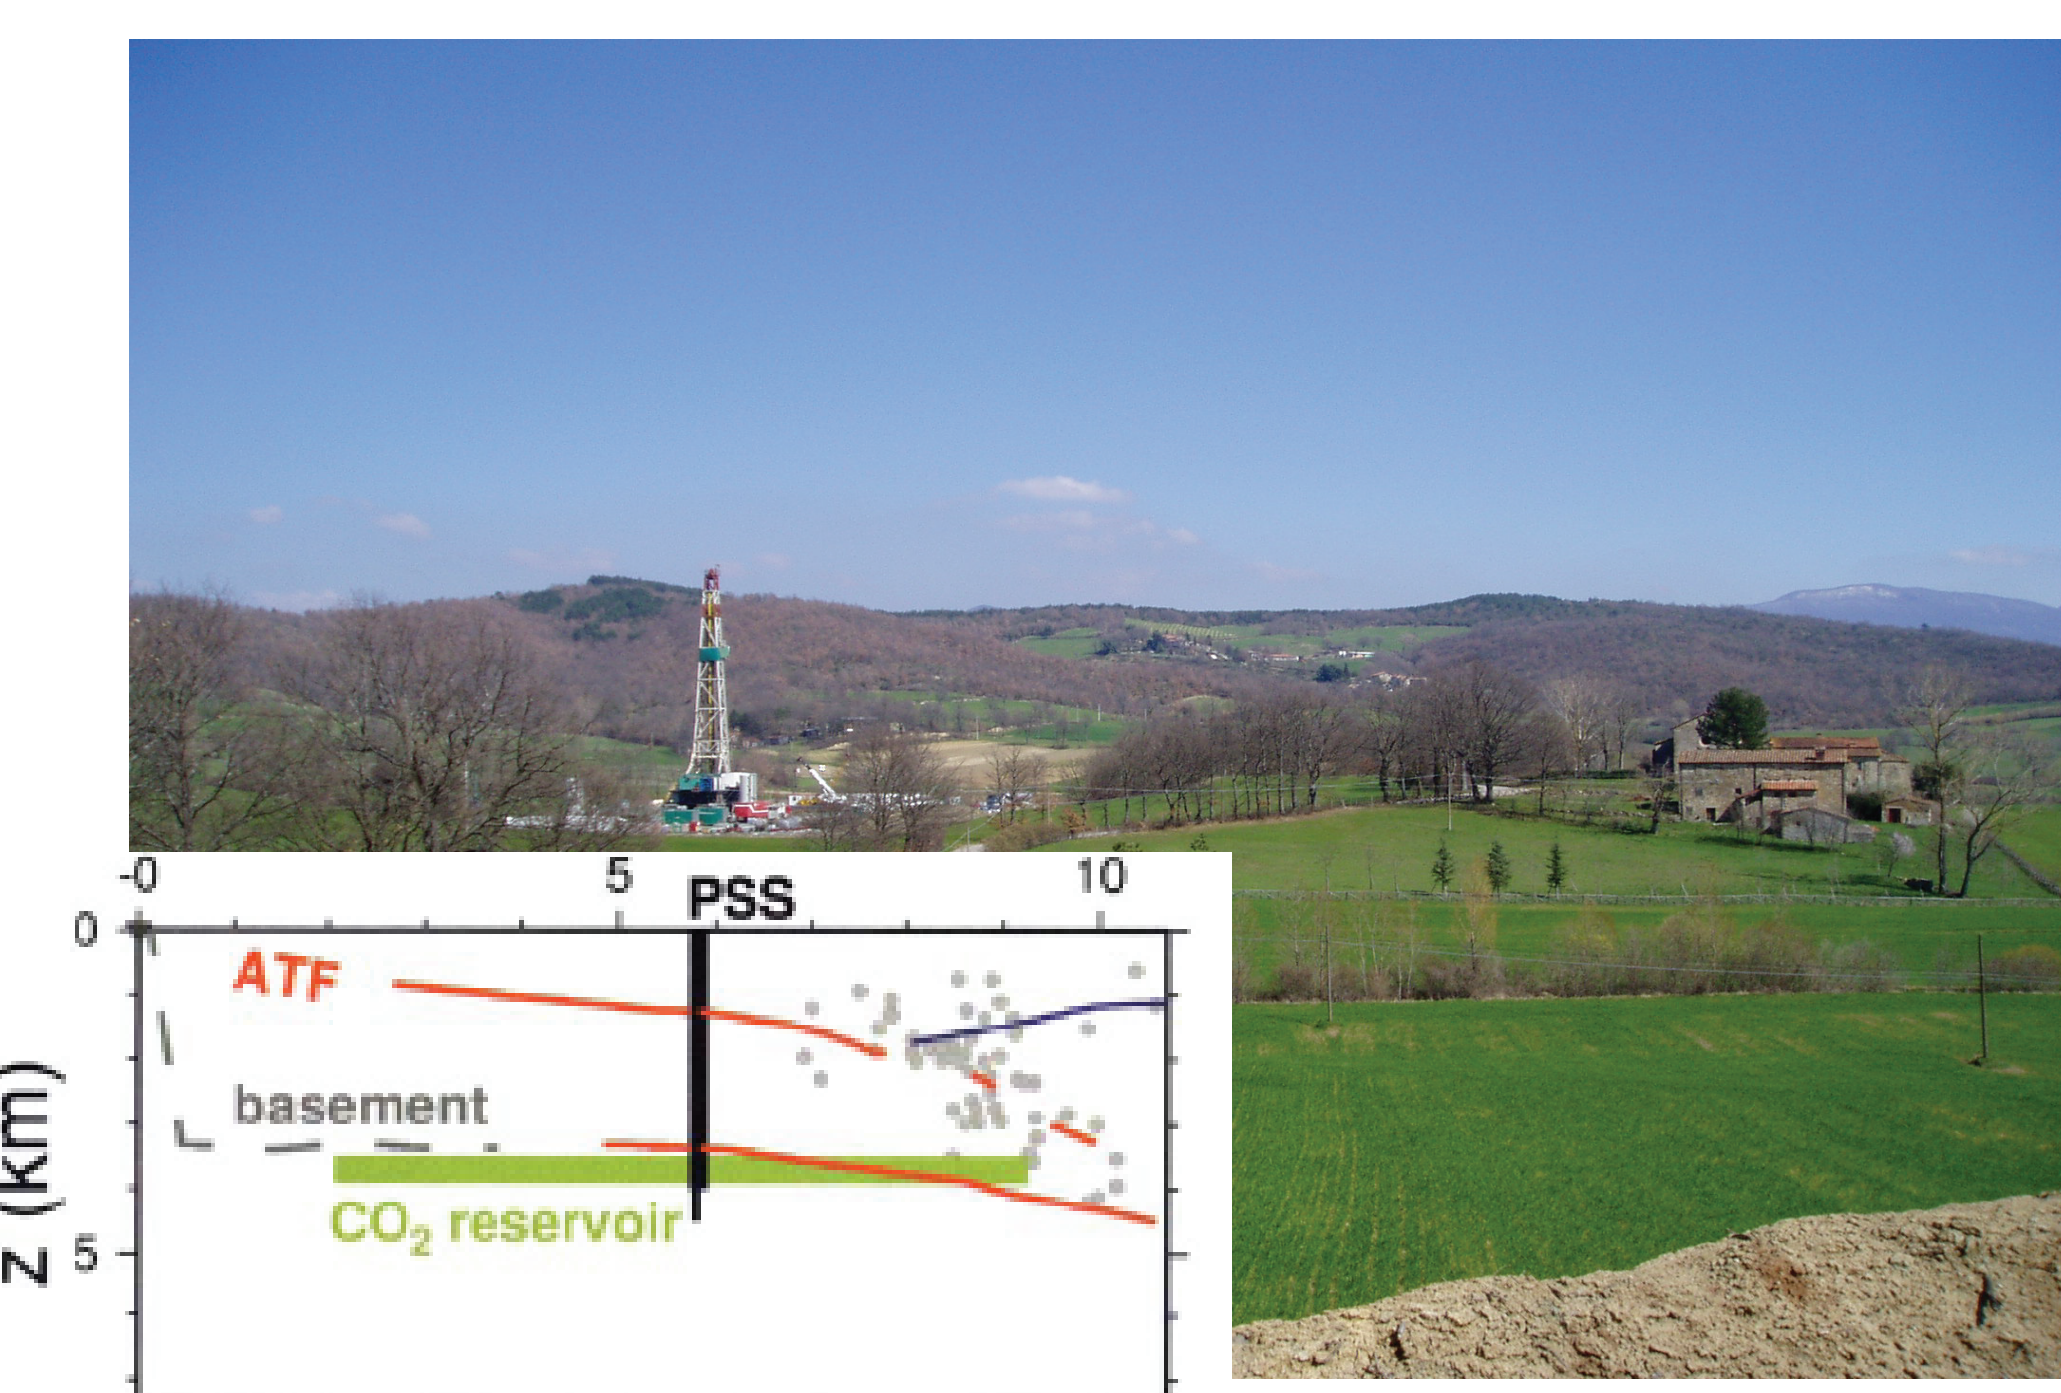 -0 5 10
PSS
0
ATF
z (km)
basement
CO₂ reservoir
5